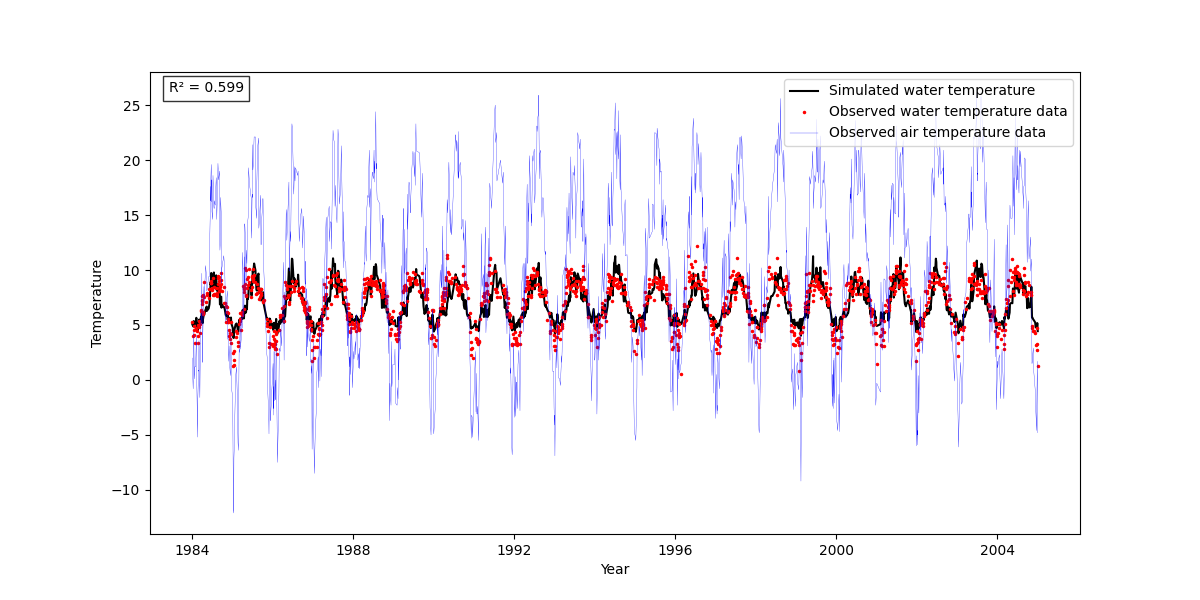 R² = 0.599
Simulated water temperature
Observed water temperature data
Observed air temperature data
25
20
15
10
5
0
−5
−10
Temperature
1984 1988 1992 1996 2000 2004
Year